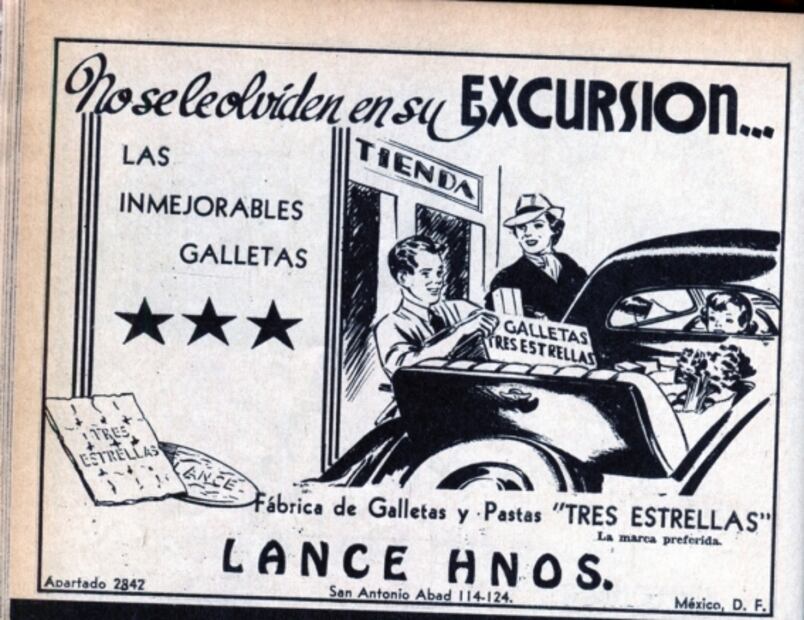 No se le olviden en su EXCURSION...
LAS
INMEJORABLES
GALLETAS
TIENDA
GALLETAS
TRES ESTRELLAS
TRES
ESTRELLAS
LANCE
Fábrica de Galletas y Pastas "TRES ESTRELLAS"
La marca preferida.
LANCE HNOS.
Apartado 2842
San Antonio Abad 114-124.
México, D. F.